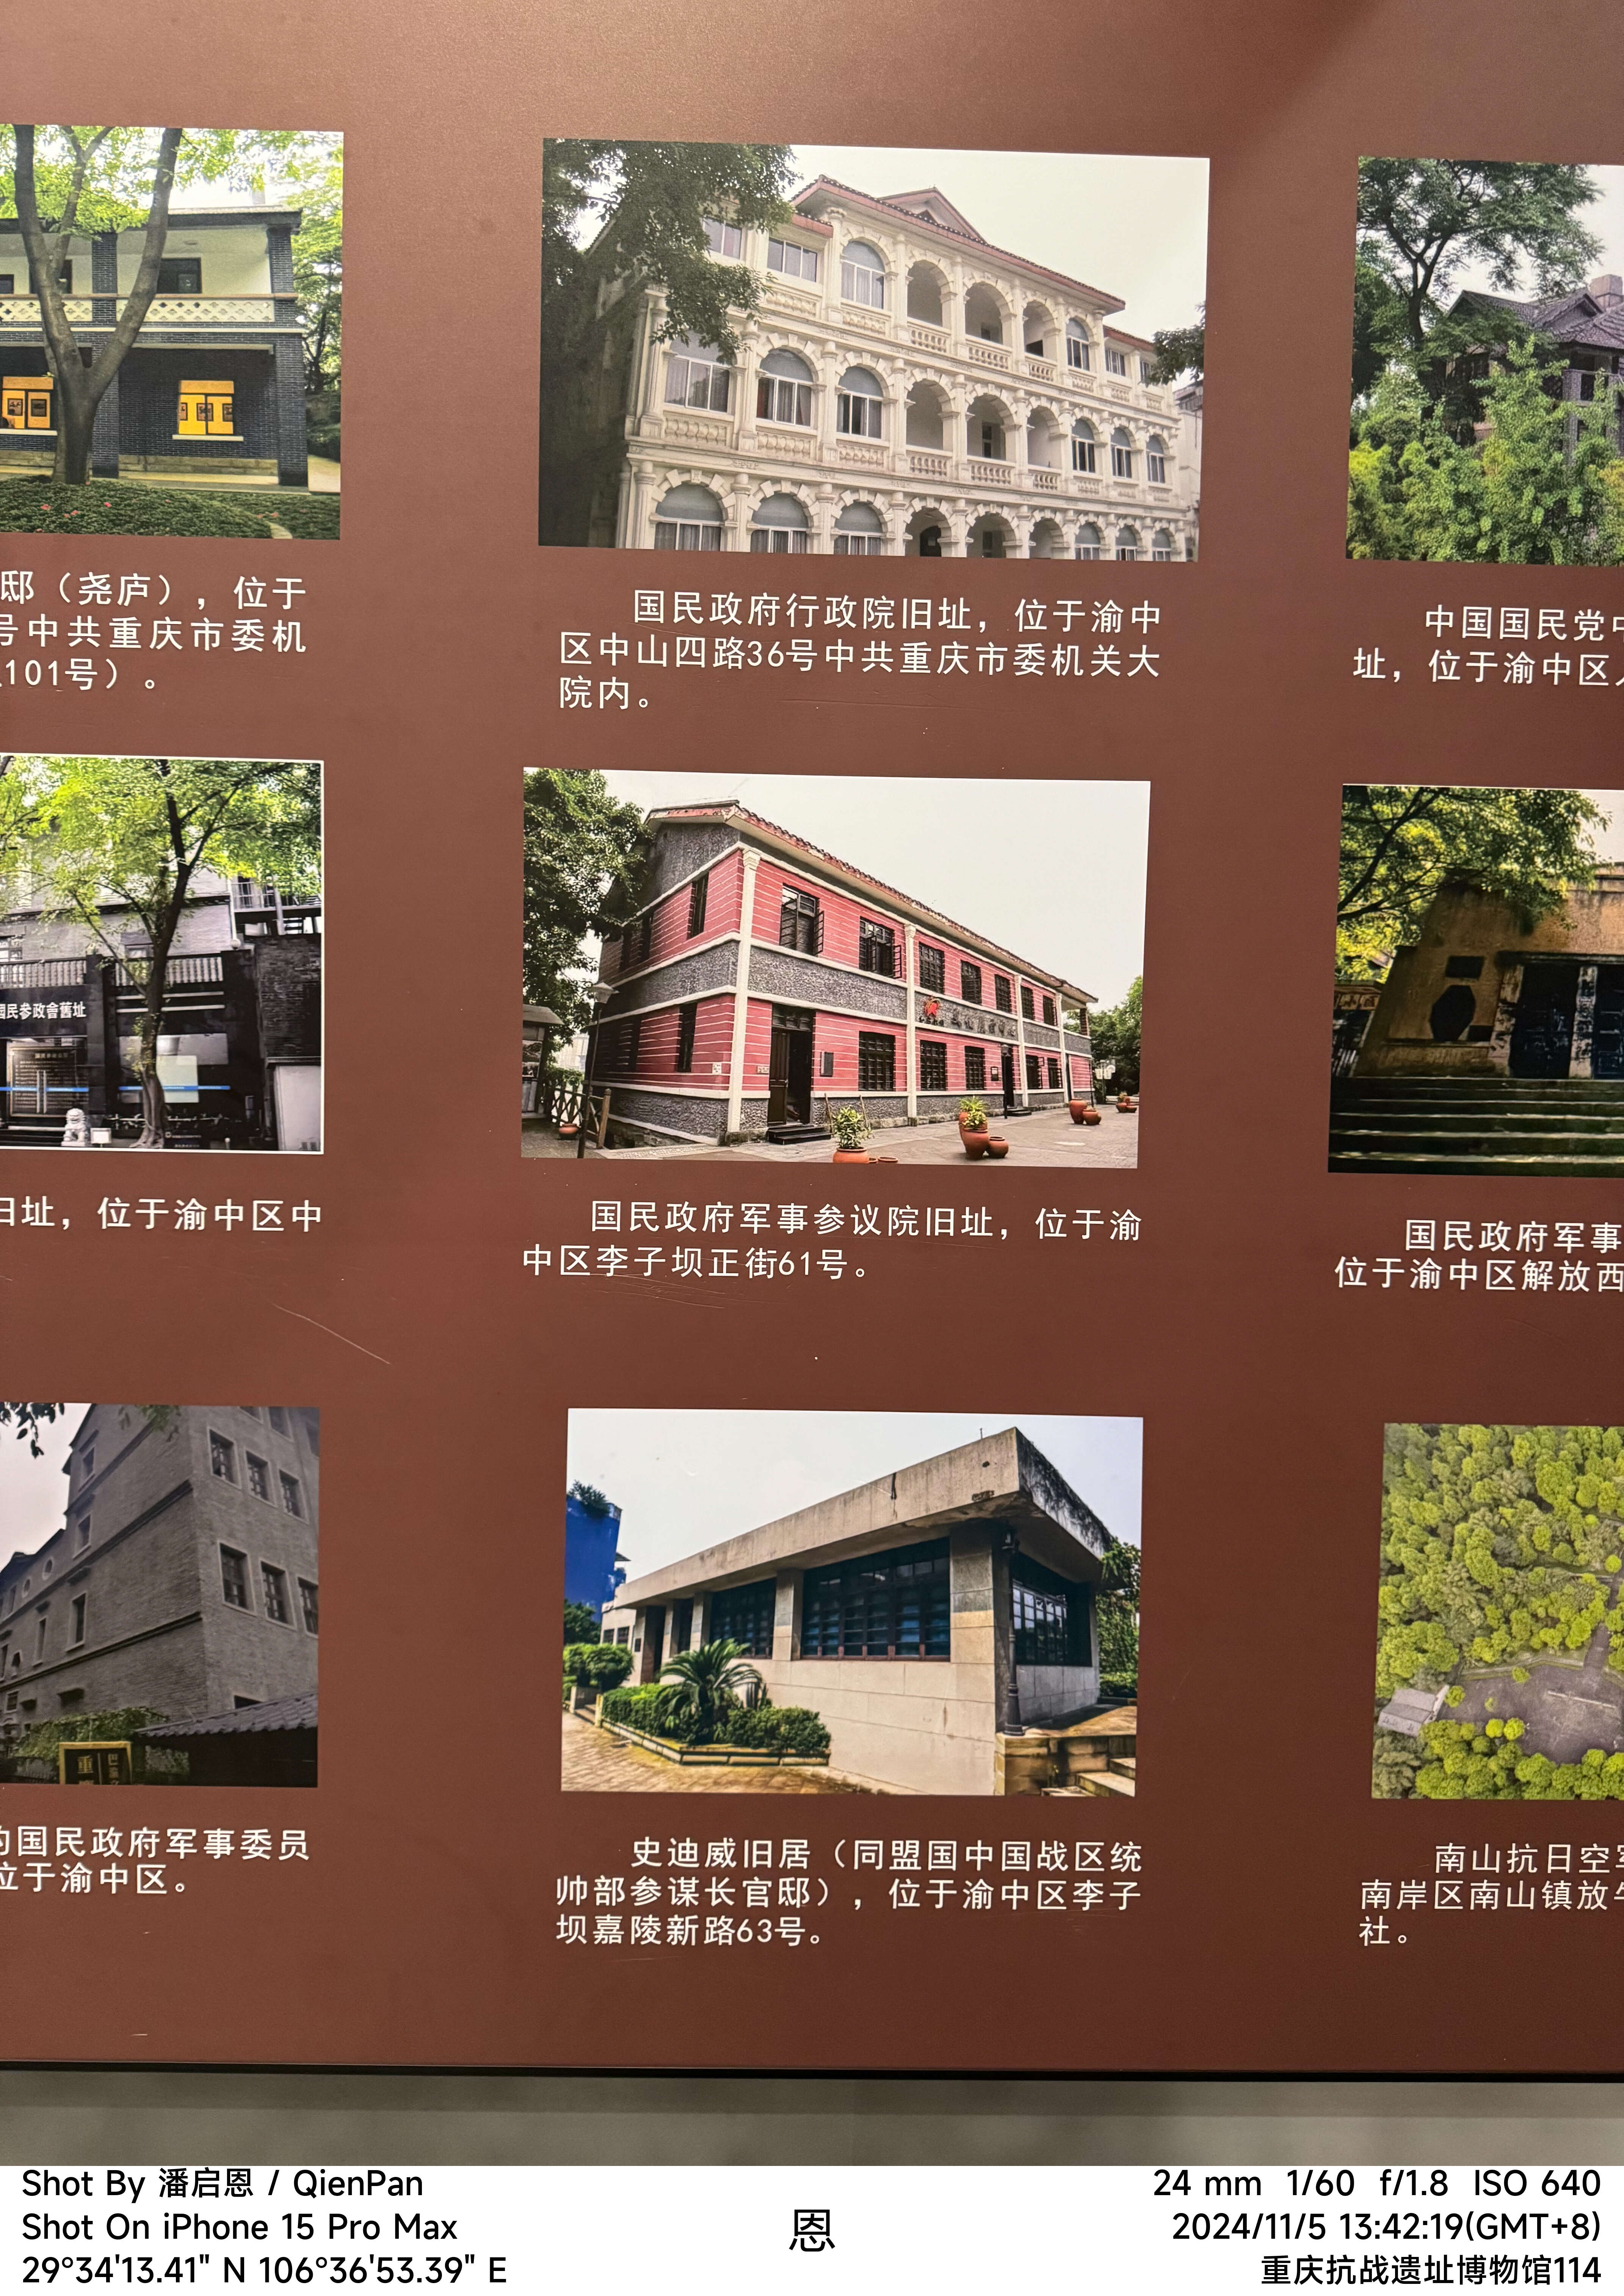 邸（尧庐），位于
号中共重庆市委机
101号）。
国民政府行政院旧址，位于渝中
区中山四路36号中共重庆市委机关大
院内。
中国国民党中
址，位于渝中区
國民参政會舊址
旧址，位于渝中区中
国民政府军事参议院旧址，位于渝
中区李子坝正街61号。
国民政府军事
位于渝中区解放西
重
的国民政府军事委员
位于渝中区。
史迪威旧居（同盟国中国战区统
帅部参谋长官邸），位于渝中区李子
坝嘉陵新路63号。
南山抗日空军
南岸区南山镇放牛
社。
Shot By 潘启恩 / QienPan
Shot On iPhone 15 Pro Max
29°34'13.41" N 106°36'53.39" E
恩
24 mm 1/60 f/1.8 ISO 640
2024/11/5 13:42:19(GMT+8)
重庆抗战遗址博物馆114